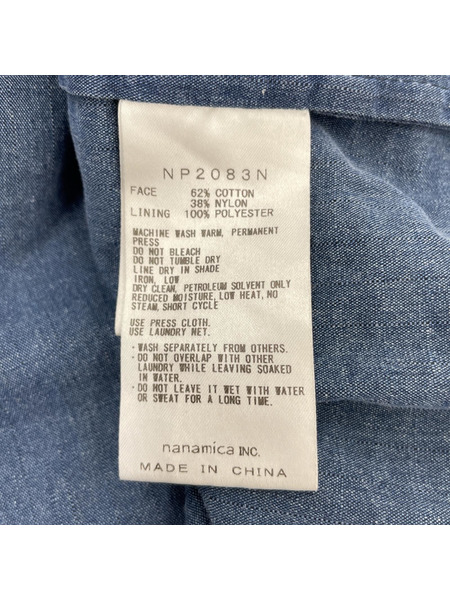 NP2083N
FACE 62% COTTON
38% NYLON
LINING 100% POLYESTER
MACHINE WASH WARM, PERMANENT
PRESS
DO NOT BLEACH
DO NOT TUMBLE DRY
LINE DRY IN SHADE
IRON, LOW
DRY CLEAN, PETROLEUM SOLVENT ONLY
REDUCED MOISTURE, LOW HEAT, NO
STEAM, SHORT CYCLE
USE PRESS CLOTH.
USE LAUNDRY NET.
・WASH SEPARATELY FROM OTHERS.
・DO NOT OVERLAP WITH OTHER
LAUNDRY WHILE LEAVING SOAKED
IN WATER.
・DO NOT LEAVE IT WET WITH WATER
OR SWEAT FOR A LONG TIME.
nanamica INC.
MADE IN CHINA